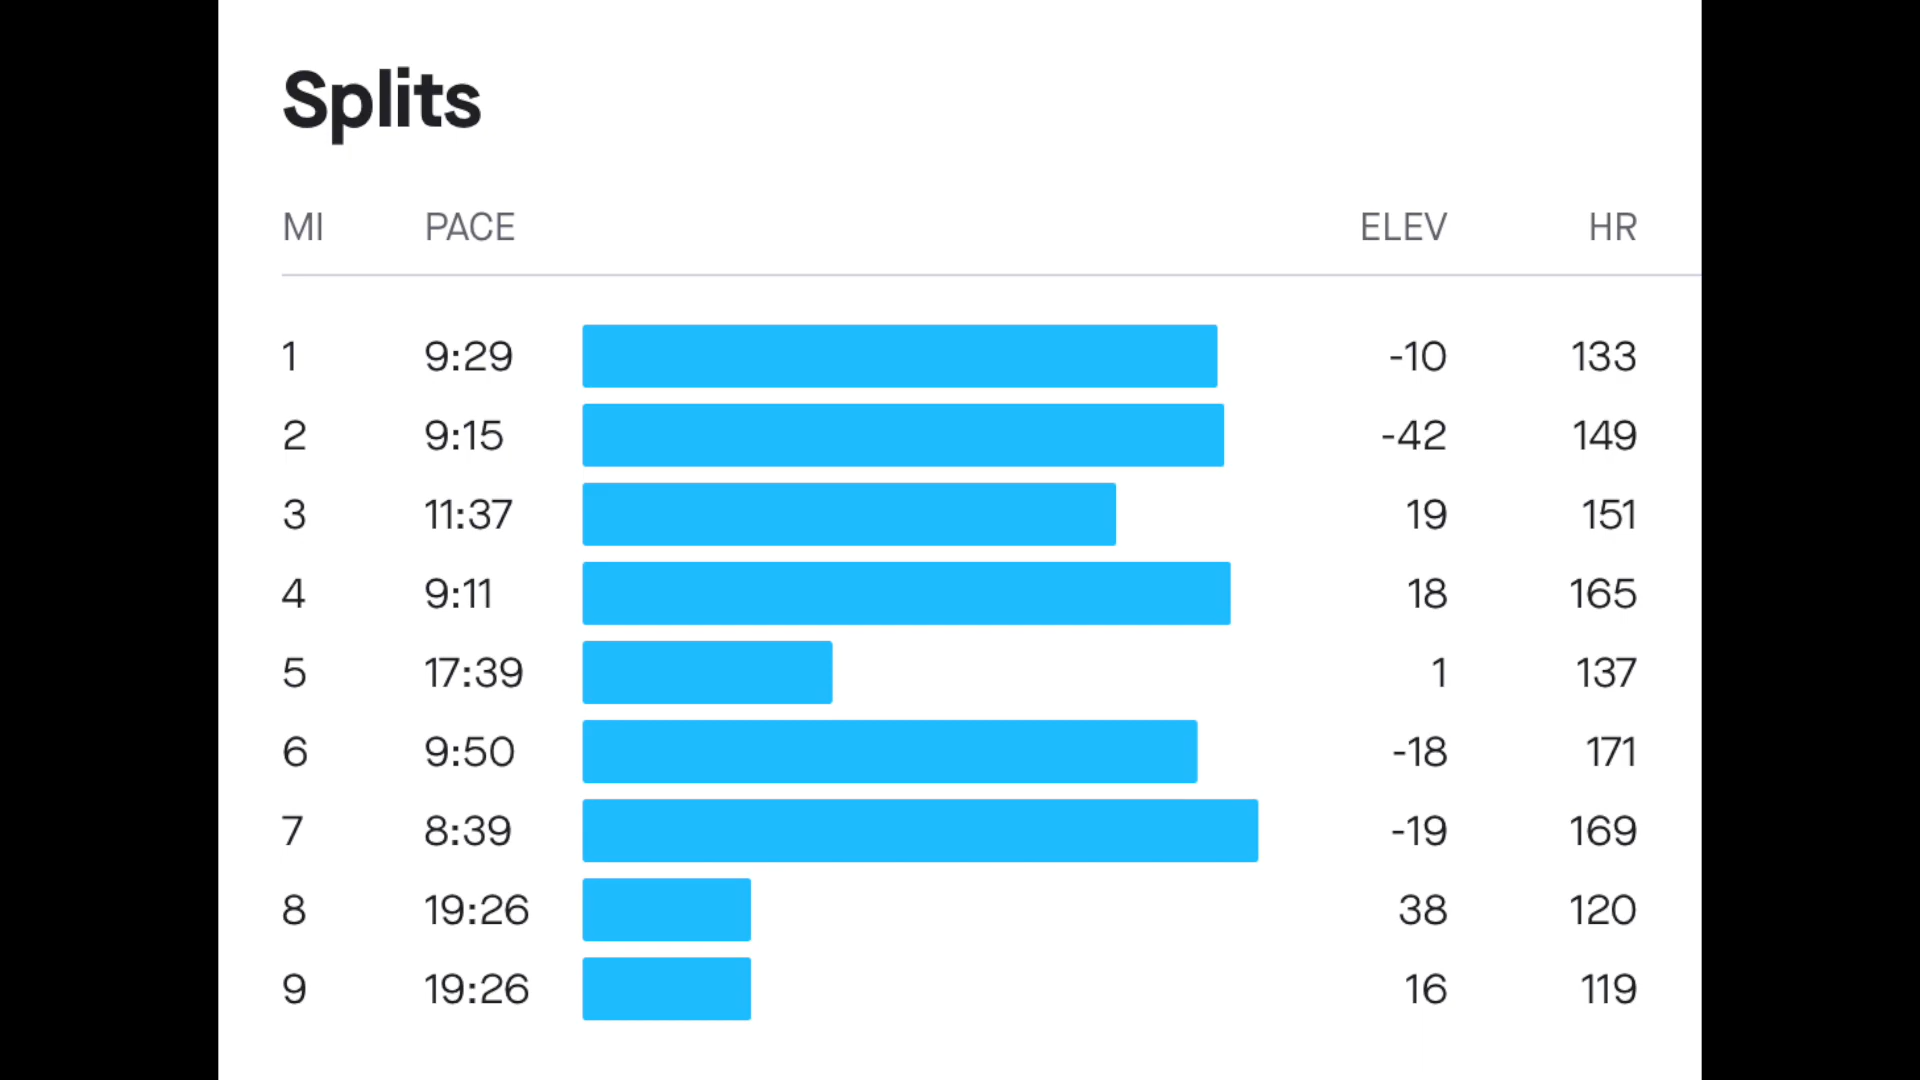 Splits
MI PACE ELEV HR
1 9:29 -10 133
2 9:15 -42 149
3 11:37 19 151
4 9:11 18 165
5 17:39 1 137
6 9:50 -18 171
7 8:39 -19 169
8 19:26 38 120
9 19:26 16 119